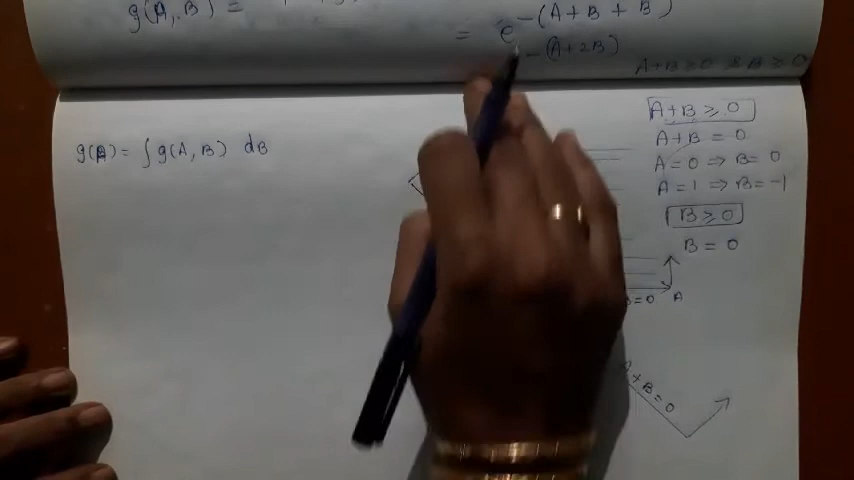 g(A, B) =
= e^{-(A+B+B)}
-(A+2B)
A+B≥0 & B≥0
g(A) = ∫ g(A, B) dB
A+B ≥ 0
A+B = 0
A=0 ⇒ B= 0
A=1 ⇒ B=-1
B ≥ 0
B = 0
B=0 A
A+B=0